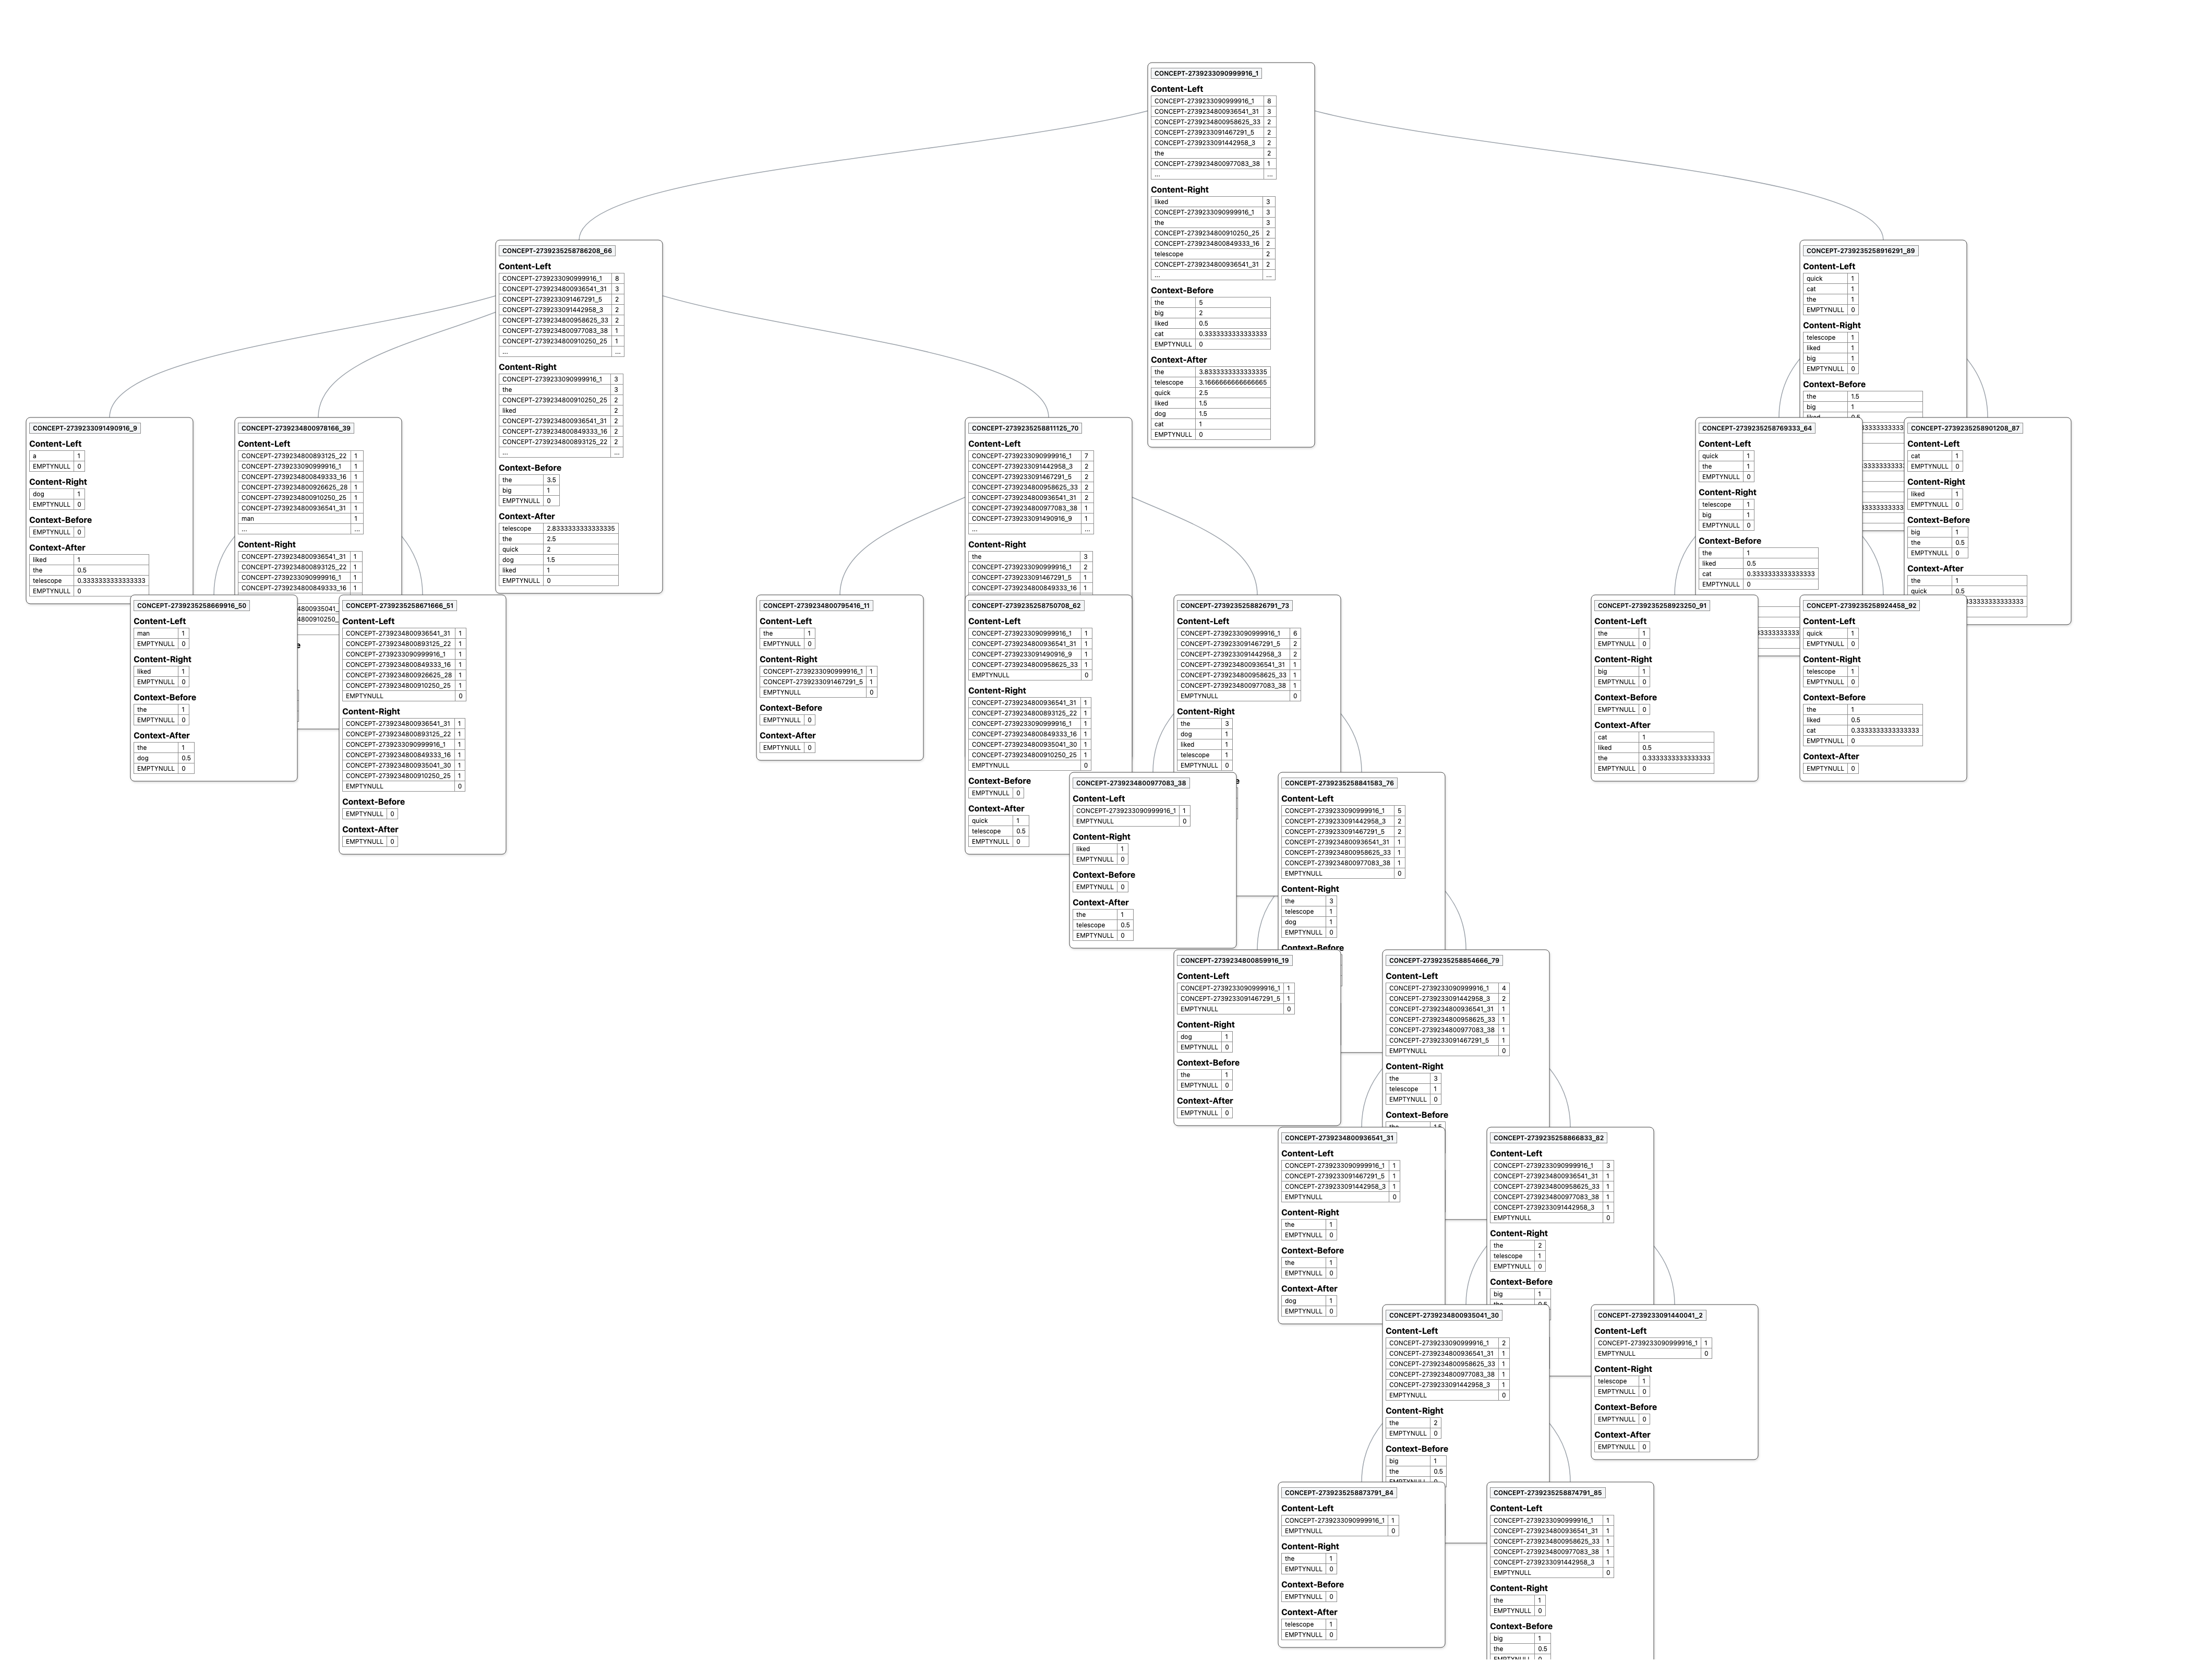 CONCEPT-2739233090999916_1
Content-Left
CONCEPT-2739233090999916_1 8
CONCEPT-2739234800936541_31 3
CONCEPT-2739234800958625_33 2
CONCEPT-2739233091467291_5 2
CONCEPT-2739233091442958_3 2
the 2
CONCEPT-2739234800977083_38 1
... ...
Content-Right
liked 3
CONCEPT-2739233090999916_1 3
the 3
CONCEPT-2739234800910250_25 2
CONCEPT-2739234800849333_16 2
telescope 2
CONCEPT-2739234800936541_31 2
... ...
Context-Before
the 5
big 2
liked 0.5
cat 0.3333333333333333
EMPTYNULL 0
Context-After
the 3.8333333333333335
telescope 3.1666666666666665
quick 2.5
liked 1.5
dog 1.5
cat 1
EMPTYNULL 0
CONCEPT-2739235258786208_66
Content-Left
CONCEPT-2739233090999916_1 8
CONCEPT-2739234800936541_31 3
CONCEPT-2739233091467291_5 2
CONCEPT-2739233091442958_3 2
CONCEPT-2739234800958625_33 2
CONCEPT-2739234800977083_38 1
CONCEPT-2739234800910250_25 1
... ...
Content-Right
CONCEPT-2739233090999916_1 3
the 3
CONCEPT-2739234800910250_25 2
liked 2
CONCEPT-2739234800936541_31 2
CONCEPT-2739234800849333_16 2
CONCEPT-2739234800893125_22 2
... ...
Context-Before
the 3.5
big 1
EMPTYNULL 0
Context-After
telescope 2.8333333333333335
the 2.5
quick 2
dog 1.5
liked 1
EMPTYNULL 0
CONCEPT-2739235258916291_89
Content-Left
quick 1
cat 1
the 1
EMPTYNULL 0
Content-Right
telescope 1
liked 1
big 1
EMPTYNULL 0
Context-Before
the 1.5
big 1
CONCEPT-2739233091490916_9
Content-Left
a 1
EMPTYNULL 0
Content-Right
dog 1
EMPTYNULL 0
Context-Before
EMPTYNULL 0
Context-After
liked 1
the 0.5
telescope 0.3333333333333333
EMPTYNULL 0
CONCEPT-2739234800978166_39
Content-Left
CONCEPT-2739234800893125_22 1
CONCEPT-2739233090999916_1 1
CONCEPT-2739234800849333_16 1
CONCEPT-2739234800926625_28 1
CONCEPT-2739234800910250_25 1
CONCEPT-2739234800936541_31 1
man 1
... ...
Content-Right
CONCEPT-2739234800936541_31 1
CONCEPT-2739234800893125_22 1
CONCEPT-2739233090999916_1 1
CONCEPT-2739234800849333_16 1
CONCEPT-2739235258811125_70
Content-Left
CONCEPT-2739233090999916_1 7
CONCEPT-2739233091442958_3 2
CONCEPT-2739233091467291_5 2
CONCEPT-2739234800958625_33 2
CONCEPT-2739234800936541_31 2
CONCEPT-2739234800977083_38 1
CONCEPT-2739233091490916_9 1
... ...
Content-Right
the 3
CONCEPT-2739233090999916_1 2
CONCEPT-2739233091467291_5 1
CONCEPT-2739234800849333_16 1
CONCEPT-2739235258769333_64
Content-Left
quick 1
the 1
EMPTYNULL 0
Content-Right
telescope 1
big 1
EMPTYNULL 0
Context-Before
the 1
liked 0.5
cat 0.3333333333333333
EMPTYNULL 0
CONCEPT-2739235258901208_87
Content-Left
cat 1
EMPTYNULL 0
Content-Right
liked 1
EMPTYNULL 0
Context-Before
big 1
the 0.5
EMPTYNULL 0
Context-After
the 1
quick 0.5
CONCEPT-2739235258669916_50
Content-Left
man 1
EMPTYNULL 0
Content-Right
liked 1
EMPTYNULL 0
Context-Before
the 1
EMPTYNULL 0
Context-After
the 1
dog 0.5
EMPTYNULL 0
CONCEPT-2739235258671666_51
Content-Left
CONCEPT-2739234800936541_31 1
CONCEPT-2739234800893125_22 1
CONCEPT-2739233090999916_1 1
CONCEPT-2739234800849333_16 1
CONCEPT-2739234800926625_28 1
CONCEPT-2739234800910250_25 1
EMPTYNULL 0
Content-Right
CONCEPT-2739234800936541_31 1
CONCEPT-2739234800893125_22 1
CONCEPT-2739233090999916_1 1
CONCEPT-2739234800849333_16 1
CONCEPT-2739234800935041_30 1
CONCEPT-2739234800910250_25 1
EMPTYNULL 0
Context-Before
EMPTYNULL 0
Context-After
EMPTYNULL 0
CONCEPT-2739234800795416_11
Content-Left
the 1
EMPTYNULL 0
Content-Right
CONCEPT-2739233090999916_1 1
CONCEPT-2739233091467291_5 1
EMPTYNULL 0
Context-Before
EMPTYNULL 0
Context-After
EMPTYNULL 0
CONCEPT-2739235258750708_62
Content-Left
CONCEPT-2739233090999916_1 1
CONCEPT-2739234800936541_31 1
CONCEPT-2739233091490916_9 1
CONCEPT-2739234800958625_33 1
EMPTYNULL 0
Content-Right
CONCEPT-2739234800936541_31 1
CONCEPT-2739234800893125_22 1
CONCEPT-2739233090999916_1 1
CONCEPT-2739234800849333_16 1
CONCEPT-2739234800935041_30 1
CONCEPT-2739234800910250_25 1
EMPTYNULL 0
Context-Before
EMPTYNULL 0
Context-After
quick 1
telescope 0.5
EMPTYNULL 0
CONCEPT-2739235258826791_73
Content-Left
CONCEPT-2739233090999916_1 6
CONCEPT-2739233091467291_5 2
CONCEPT-2739233091442958_3 2
CONCEPT-2739234800936541_31 1
CONCEPT-2739234800958625_33 1
CONCEPT-2739234800977083_38 1
EMPTYNULL 0
Content-Right
the 3
dog 1
liked 1
telescope 1
EMPTYNULL 0
CONCEPT-2739235258923250_91
Content-Left
the 1
EMPTYNULL 0
Content-Right
big 1
EMPTYNULL 0
Context-Before
EMPTYNULL 0
Context-After
cat 1
liked 0.5
the 0.3333333333333333
EMPTYNULL 0
CONCEPT-2739235258924458_92
Content-Left
quick 1
EMPTYNULL 0
Content-Right
telescope 1
EMPTYNULL 0
Context-Before
the 1
liked 0.5
cat 0.3333333333333333
EMPTYNULL 0
Context-After
EMPTYNULL 0
CONCEPT-2739234800977083_38
Content-Left
CONCEPT-2739233090999916_1 1
EMPTYNULL 0
Content-Right
liked 1
EMPTYNULL 0
Context-Before
EMPTYNULL 0
Context-After
the 1
telescope 0.5
EMPTYNULL 0
CONCEPT-2739235258841583_76
Content-Left
CONCEPT-2739233090999916_1 5
CONCEPT-2739233091442958_3 2
CONCEPT-2739233091467291_5 2
CONCEPT-2739234800936541_31 1
CONCEPT-2739234800958625_33 1
CONCEPT-2739234800977083_38 1
EMPTYNULL 0
Content-Right
the 3
telescope 1
dog 1
EMPTYNULL 0
Context-Before
CONCEPT-2739234800859916_19
Content-Left
CONCEPT-2739233090999916_1 1
CONCEPT-2739233091467291_5 1
EMPTYNULL 0
Content-Right
dog 1
EMPTYNULL 0
Context-Before
the 1
EMPTYNULL 0
Context-After
EMPTYNULL 0
CONCEPT-2739235258854666_79
Content-Left
CONCEPT-2739233090999916_1 4
CONCEPT-2739233091442958_3 2
CONCEPT-2739234800936541_31 1
CONCEPT-2739234800958625_33 1
CONCEPT-2739234800977083_38 1
CONCEPT-2739233091467291_5 1
EMPTYNULL 0
Content-Right
the 3
telescope 1
EMPTYNULL 0
Context-Before
the 1.5
CONCEPT-2739234800936541_31
Content-Left
CONCEPT-2739233090999916_1 1
CONCEPT-2739233091467291_5 1
CONCEPT-2739233091442958_3 1
EMPTYNULL 0
Content-Right
the 1
EMPTYNULL 0
Context-Before
the 1
EMPTYNULL 0
Context-After
dog 1
EMPTYNULL 0
CONCEPT-2739235258866833_82
Content-Left
CONCEPT-2739233090999916_1 3
CONCEPT-2739234800936541_31 1
CONCEPT-2739234800958625_33 1
CONCEPT-2739234800977083_38 1
CONCEPT-2739233091442958_3 1
EMPTYNULL 0
Content-Right
the 2
telescope 1
EMPTYNULL 0
Context-Before
big 1
the 0.5
CONCEPT-2739234800935041_30
Content-Left
CONCEPT-2739233090999916_1 2
CONCEPT-2739234800936541_31 1
CONCEPT-2739234800958625_33 1
CONCEPT-2739234800977083_38 1
CONCEPT-2739233091442958_3 1
EMPTYNULL 0
Content-Right
the 2
EMPTYNULL 0
Context-Before
big 1
the 0.5
CONCEPT-2739233091440041_2
Content-Left
CONCEPT-2739233090999916_1 1
EMPTYNULL 0
Content-Right
telescope 1
EMPTYNULL 0
Context-Before
EMPTYNULL 0
Context-After
EMPTYNULL 0
CONCEPT-2739235258873791_84
Content-Left
CONCEPT-2739233090999916_1 1
EMPTYNULL 0
Content-Right
the 1
EMPTYNULL 0
Context-Before
EMPTYNULL 0
Context-After
telescope 1
EMPTYNULL 0
CONCEPT-2739235258874791_85
Content-Left
CONCEPT-2739233090999916_1 1
CONCEPT-2739234800936541_31 1
CONCEPT-2739234800958625_33 1
CONCEPT-2739234800977083_38 1
CONCEPT-2739233091442958_3 1
EMPTYNULL 0
Content-Right
the 1
EMPTYNULL 0
Context-Before
big 1
the 0.5